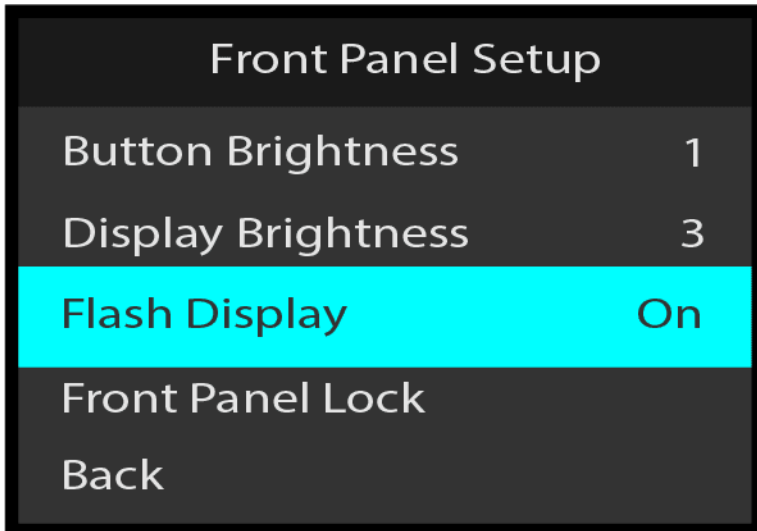 Front Panel Setup
Button Brightness 1
Display Brightness 3
Flash Display On
Front Panel Lock
Back